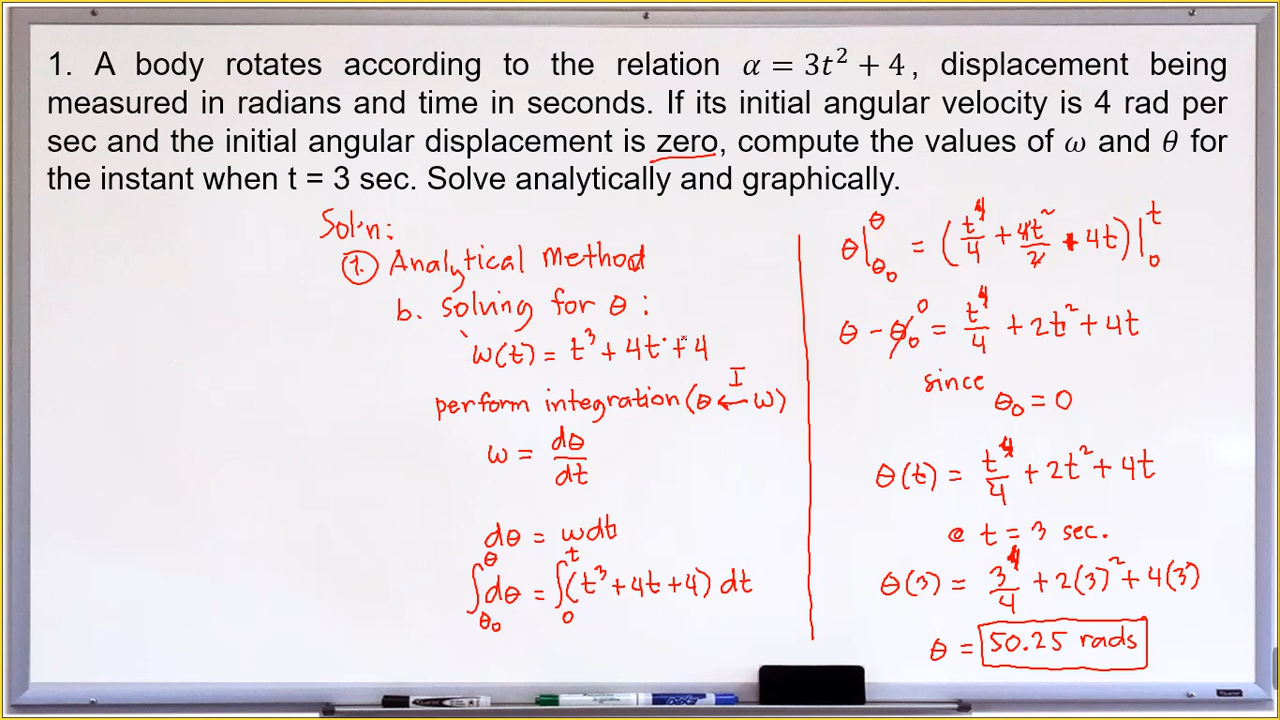 1. A body rotates according to the relation α = 3t² + 4, displacement being
measured in radians and time in seconds. If its initial angular velocity is 4 rad per
sec and the initial angular displacement is zero, compute the values of ω and θ for
the instant when t = 3 sec. Solve analytically and graphically.
Sol'n:
1. Analytical Method
b. Solving for θ :
ω(t) = t³ + 4t + 4
perform integration (θ ←I ω)
ω = dθ/dt
dθ = ωdt
∫_θ₀^θ dθ = ∫_0^t (t³ + 4t + 4) dt
θ|_θ₀^θ = (t⁴/4 + 4t²/2 + 4t)|_0^t
θ - θ₀⁰ = t⁴/4 + 2t² + 4t
since
θ₀ = 0
θ(t) = t⁴/4 + 2t² + 4t
@ t = 3 sec.
θ(3) = 3⁴/4 + 2(3)² + 4(3)
θ = 50.25 rads